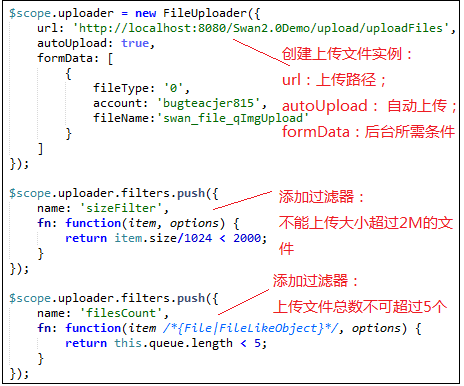 $scope.uploader = new FileUploader({
url: 'http://localhost:8080/Swan2.0Demo/upload/uploadFiles',
autoUpload: true,
formData: [
{
fileType: '0',
account: 'bugteacjer815',
fileName:'swan_file_qImgUpload'
}
]
});
创建上传文件实例：
url：上传路径；
autoUpload：自动上传；
formData：后台所需条件
$scope.uploader.filters.push({
name: 'sizeFilter',
fn: function(item, options) {
return item.size/1024 < 2000;
}
});
添加过滤器：
不能上传大小超过2M的文
件
$scope.uploader.filters.push({
name: 'filesCount',
fn: function(item /*{File|FileLikeObject}*/, options) {
return this.queue.length < 5;
}
});
添加过滤器：
上传文件总数不可超过5个